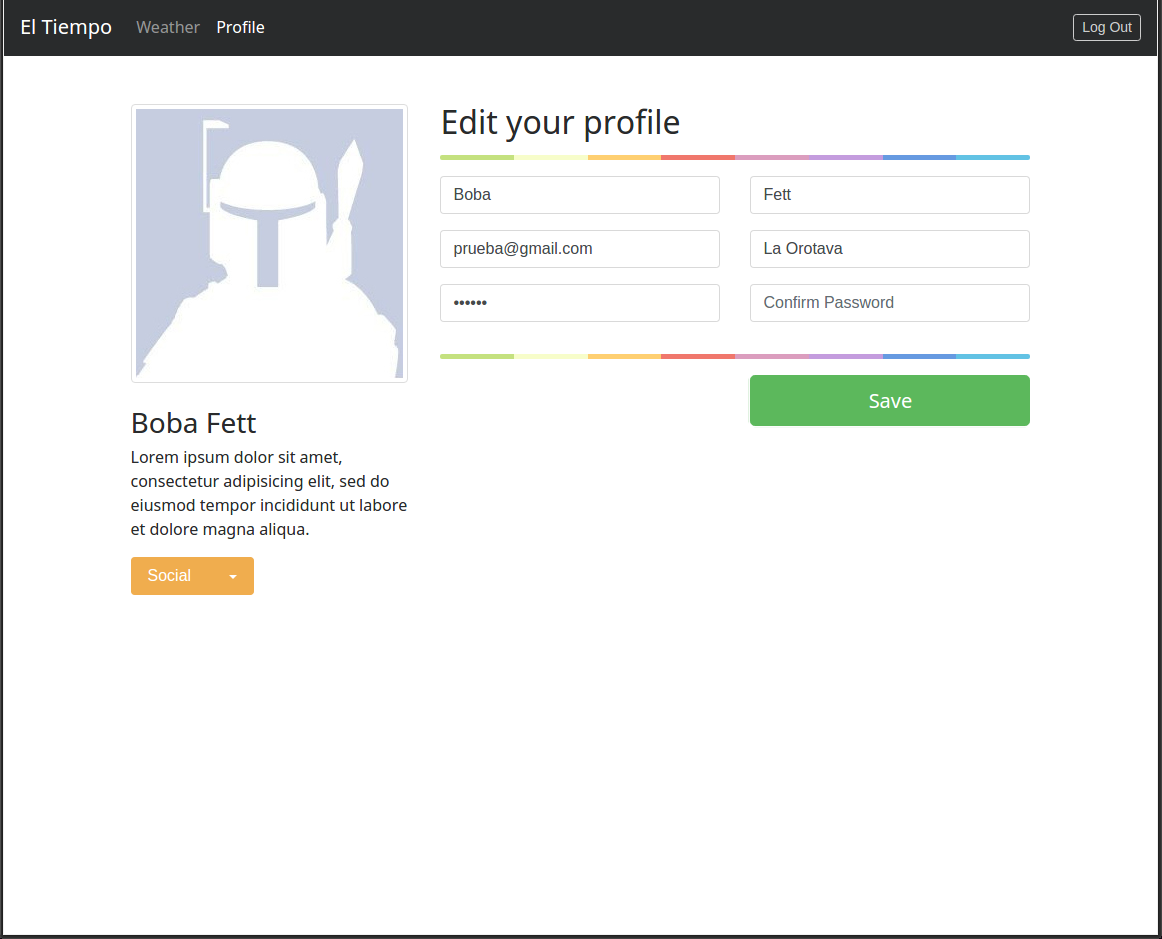 El Tiempo Weather Profile Log Out
Edit your profile
Boba Fett
prueba@gmail.com La Orotava
•••••• Confirm Password
Save
Boba Fett
Lorem ipsum dolor sit amet,
consectetur adipisicing elit, sed do
eiusmod tempor incididunt ut labore
et dolore magna aliqua.
Social